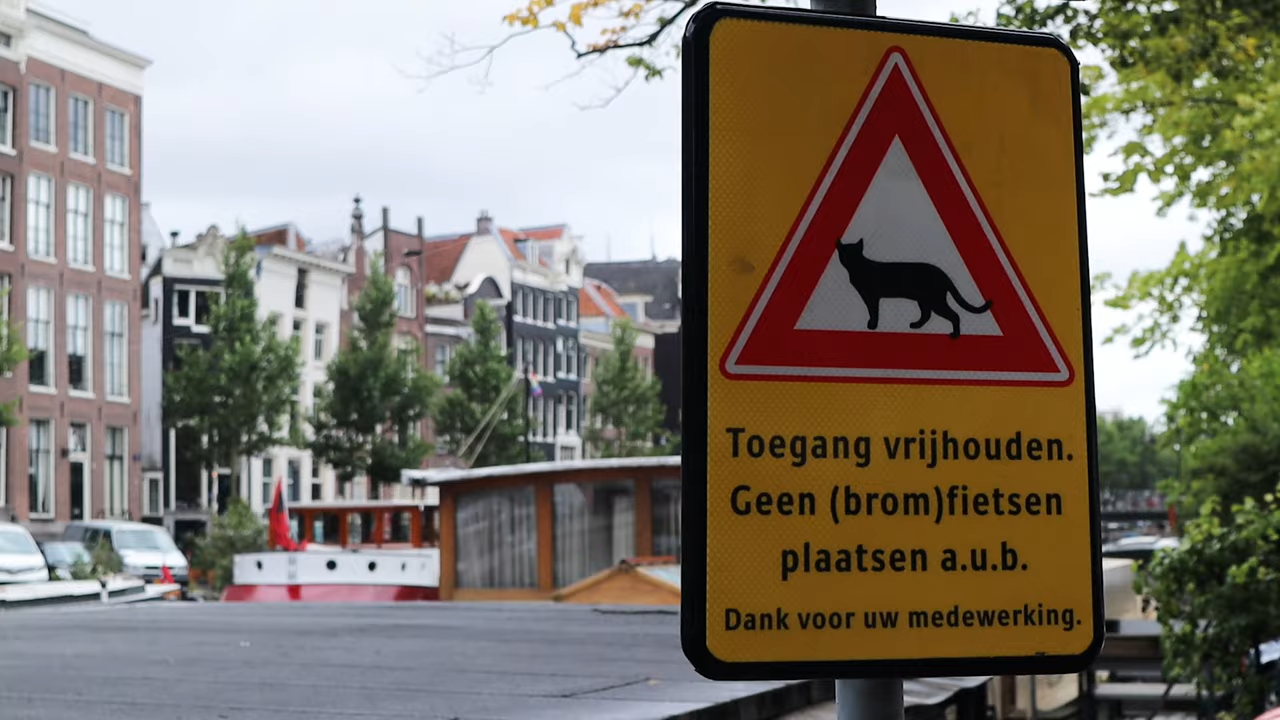 Toegang vrijhouden.
Geen (brom)fietsen
plaatsen a.u.b.
Dank voor uw medewerking.